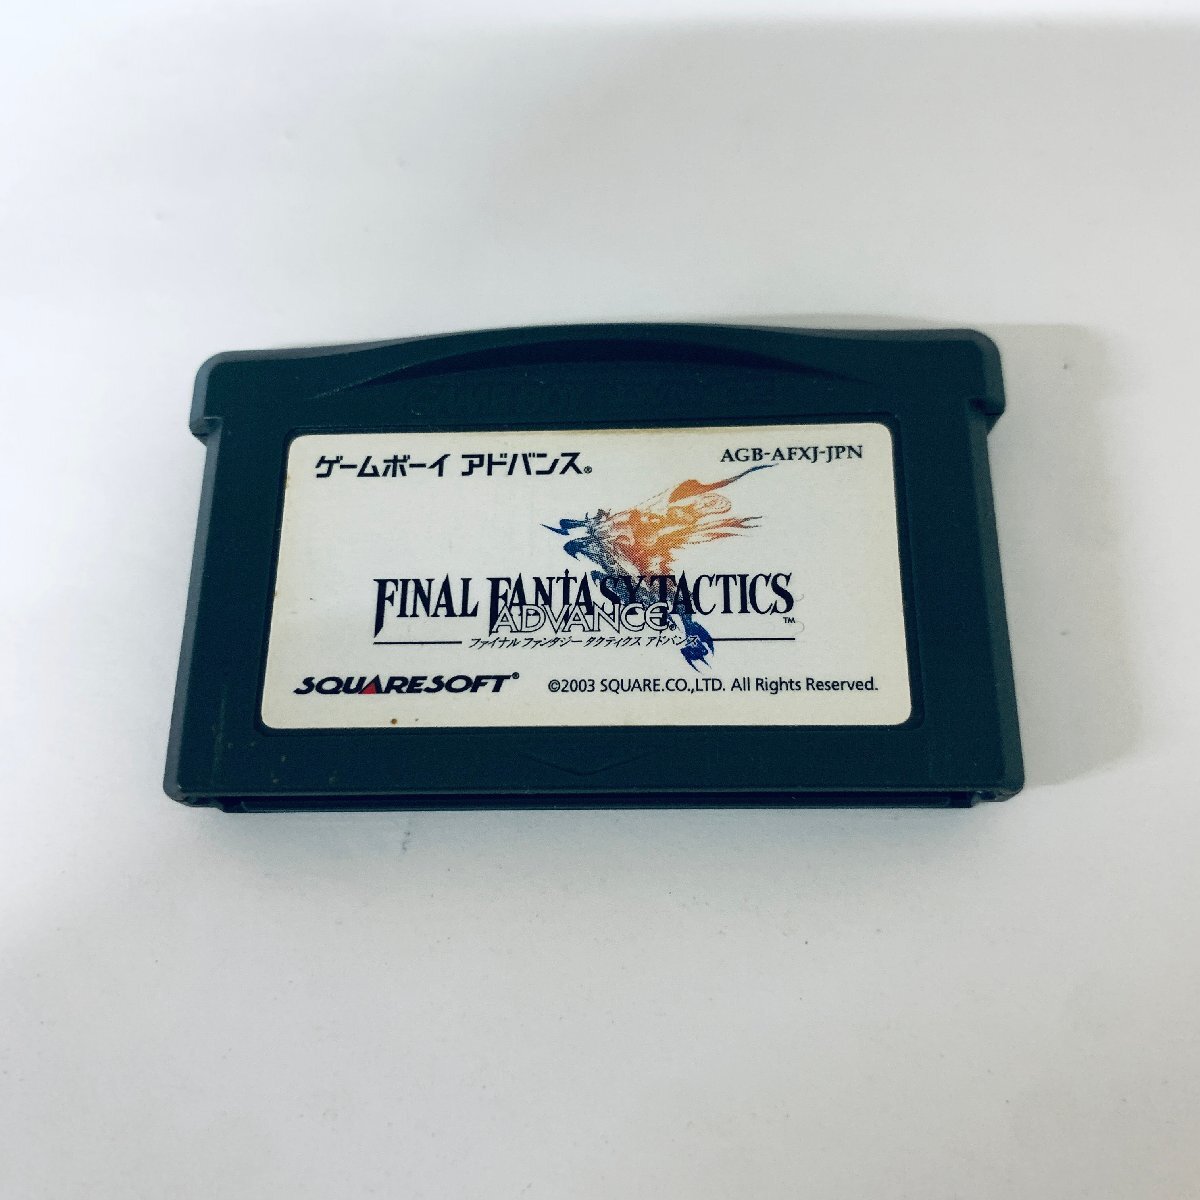 ゲームボーイ アドバンス®
AGB-AFXJ-JPN
FINAL FANTASY TACTICS™
ADVANCE®
ファイナル ファンタジー タクティクス アドバンス
SQUARESOFT®
©2003 SQUARE.CO.,LTD. All Rights Reserved.